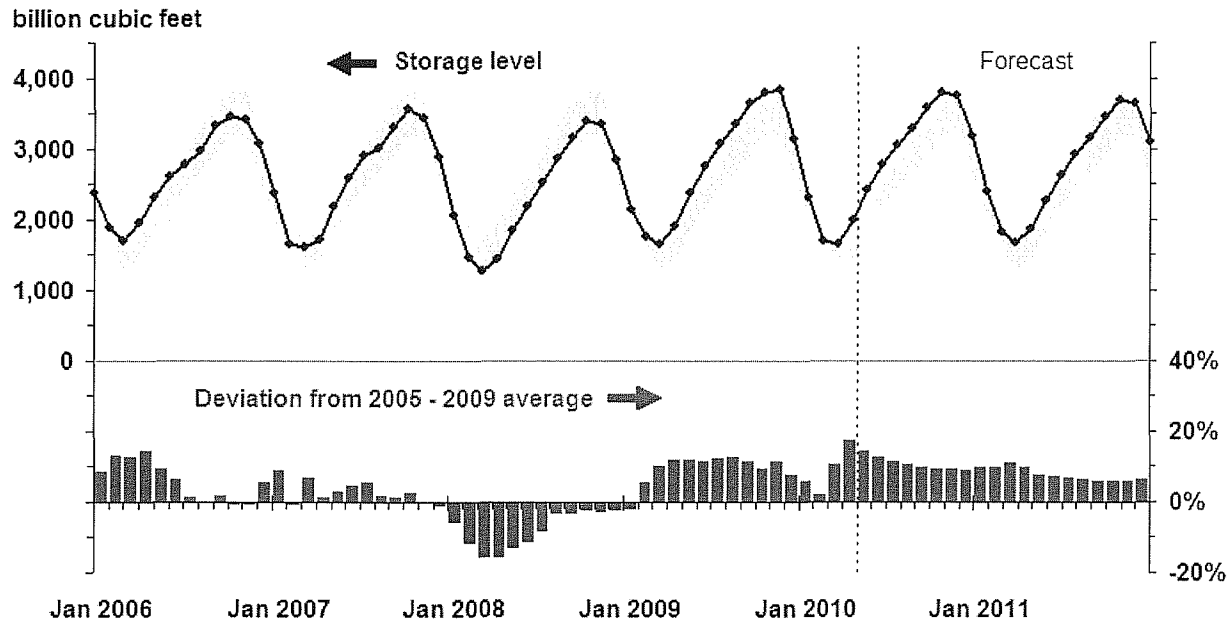 billion cubic feet
4,000
3,000
2,000
1,000
0
Storage level
Forecast
Deviation from 2005 - 2009 average
40%
20%
0%
-20%
Jan 2006
Jan 2007
Jan 2008
Jan 2009
Jan 2010
Jan 2011